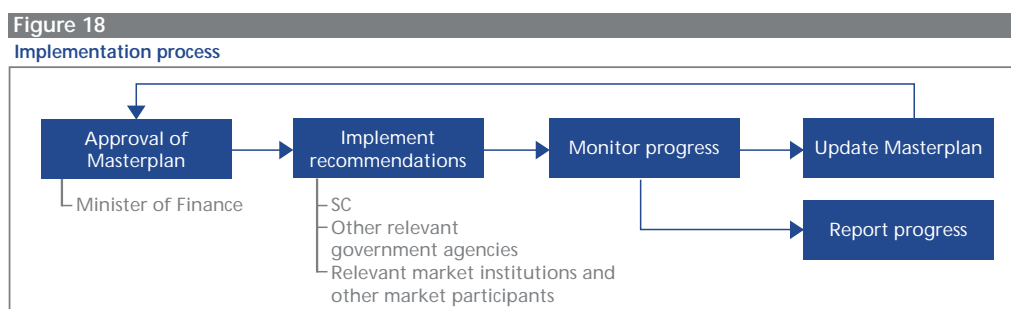 Figure 18
Implementation process
Approval of
Masterplan
Minister of Finance
Implement
recommendations
SC
Other relevant
government agencies
Relevant market institutions and
other market participants
Monitor progress
Update Masterplan
Report progress